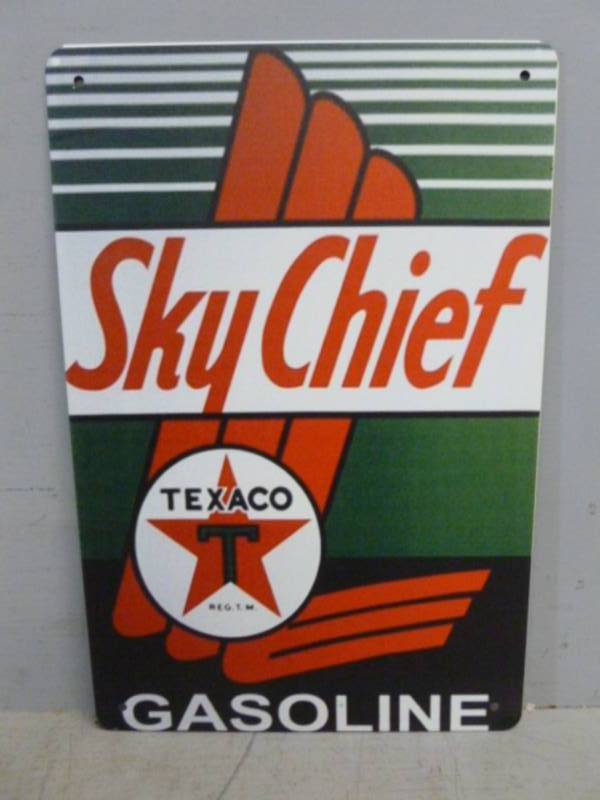 Sky Chief
TEXACO
T
REG. T. M.
GASOLINE